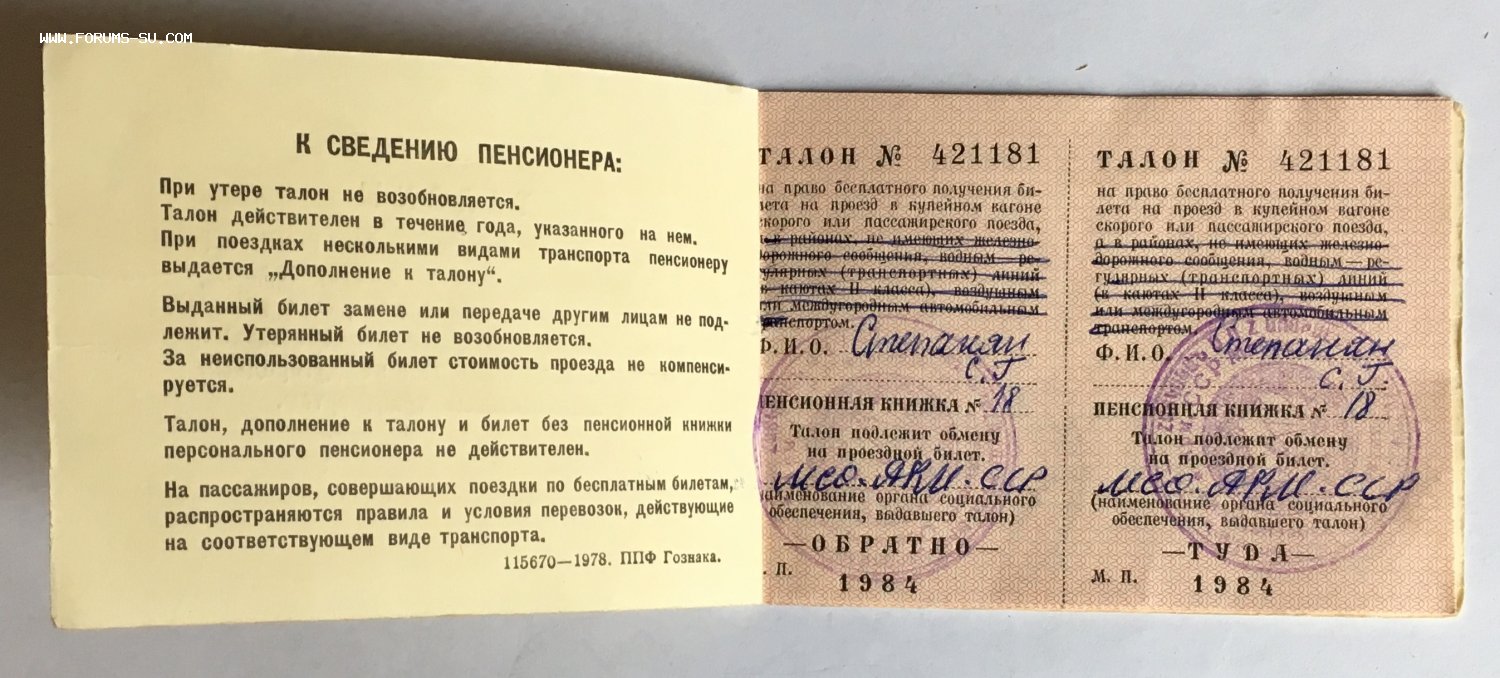 WWW.FORUMS-SU.COM
К СВЕДЕНИЮ ПЕНСИОНЕРА:
При утере талон не возобновляется.
Талон действителен в течение года, указанного на нем.
При поездках несколькими видами транспорта пенсионеру
выдается „Дополнение к талону“.
Выданный билет замене или передаче другим лицам не под-
лежит. Утерянный билет не возобновляется.
За неиспользованный билет стоимость проезда не компенси-
руется.
Талон, дополнение к талону и билет без пенсионной книжки
персонального пенсионера не действителен.
На пассажиров, совершающих поездки по бесплатным билетам,
распространяются правила и условия перевозок, действующие
на соответствующем виде транспорта.
115670—1978. ППФ Гознака.
ТАЛОН № 421181
на право бесплатного получения би-
лета на проезд в купейном вагоне
скорого или пассажирского поезда,
а в районах, не имеющих железно-
дорожного сообщения, водным — ре-
гулярных (транспортных) линий
(в каютах II класса), воздушным
или междугородным автомобильным
транспортом.
Ф. И. О. Степанян
С. Г.
ПЕНСИОННАЯ КНИЖКА № 18
Талон подлежит обмену
на проездной билет.
МСО. АРМ. ССР
(наименование органа социального
обеспечения, выдавшего талон)
—ОБРАТНО—
. П.
1984
ТАЛОН № 421181
на право бесплатного получения би-
лета на проезд в купейном вагоне
скорого или пассажирского поезда,
а в районах, не имеющих железно-
дорожного сообщения, водным — ре-
гулярных (транспортных) линий
(в каютах II класса), воздушным
или междугородным автомобильным
транспортом.
Ф. И. О. Степанян
С. Г.
ПЕНСИОННАЯ КНИЖКА № 18
Талон подлежит обмену
на проездной билет.
МСО. АРМ. ССР
(наименование органа социального
обеспечения, выдавшего талон)
—ТУДА—
М. П.
1984